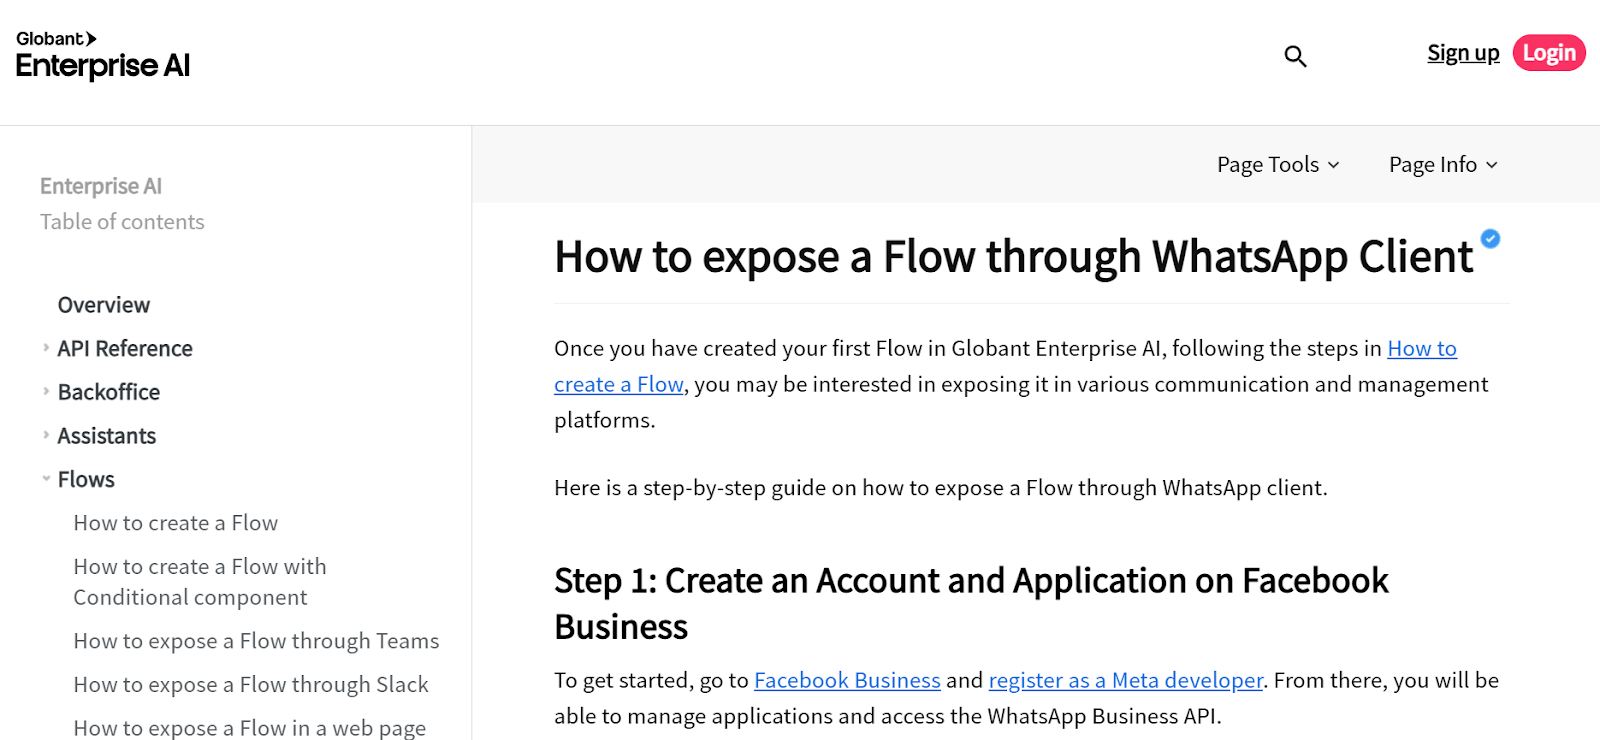 Globant
Enterprise AI
Sign up
Login
Enterprise AI
Table of contents
Overview
API Reference
Backoffice
Assistants
Flows
How to create a Flow
How to create a Flow with
Conditional component
How to expose a Flow through Teams
How to expose a Flow through Slack
How to expose a Flow in a web page
Page Tools
Page Info
How to expose a Flow through WhatsApp Client
Once you have created your first Flow in Globant Enterprise AI, following the steps in How to
create a Flow, you may be interested in exposing it in various communication and management
platforms.
Here is a step-by-step guide on how to expose a Flow through WhatsApp client.
Step 1: Create an Account and Application on Facebook
Business
To get started, go to Facebook Business and register as a Meta developer. From there, you will be
able to manage applications and access the WhatsApp Business API.